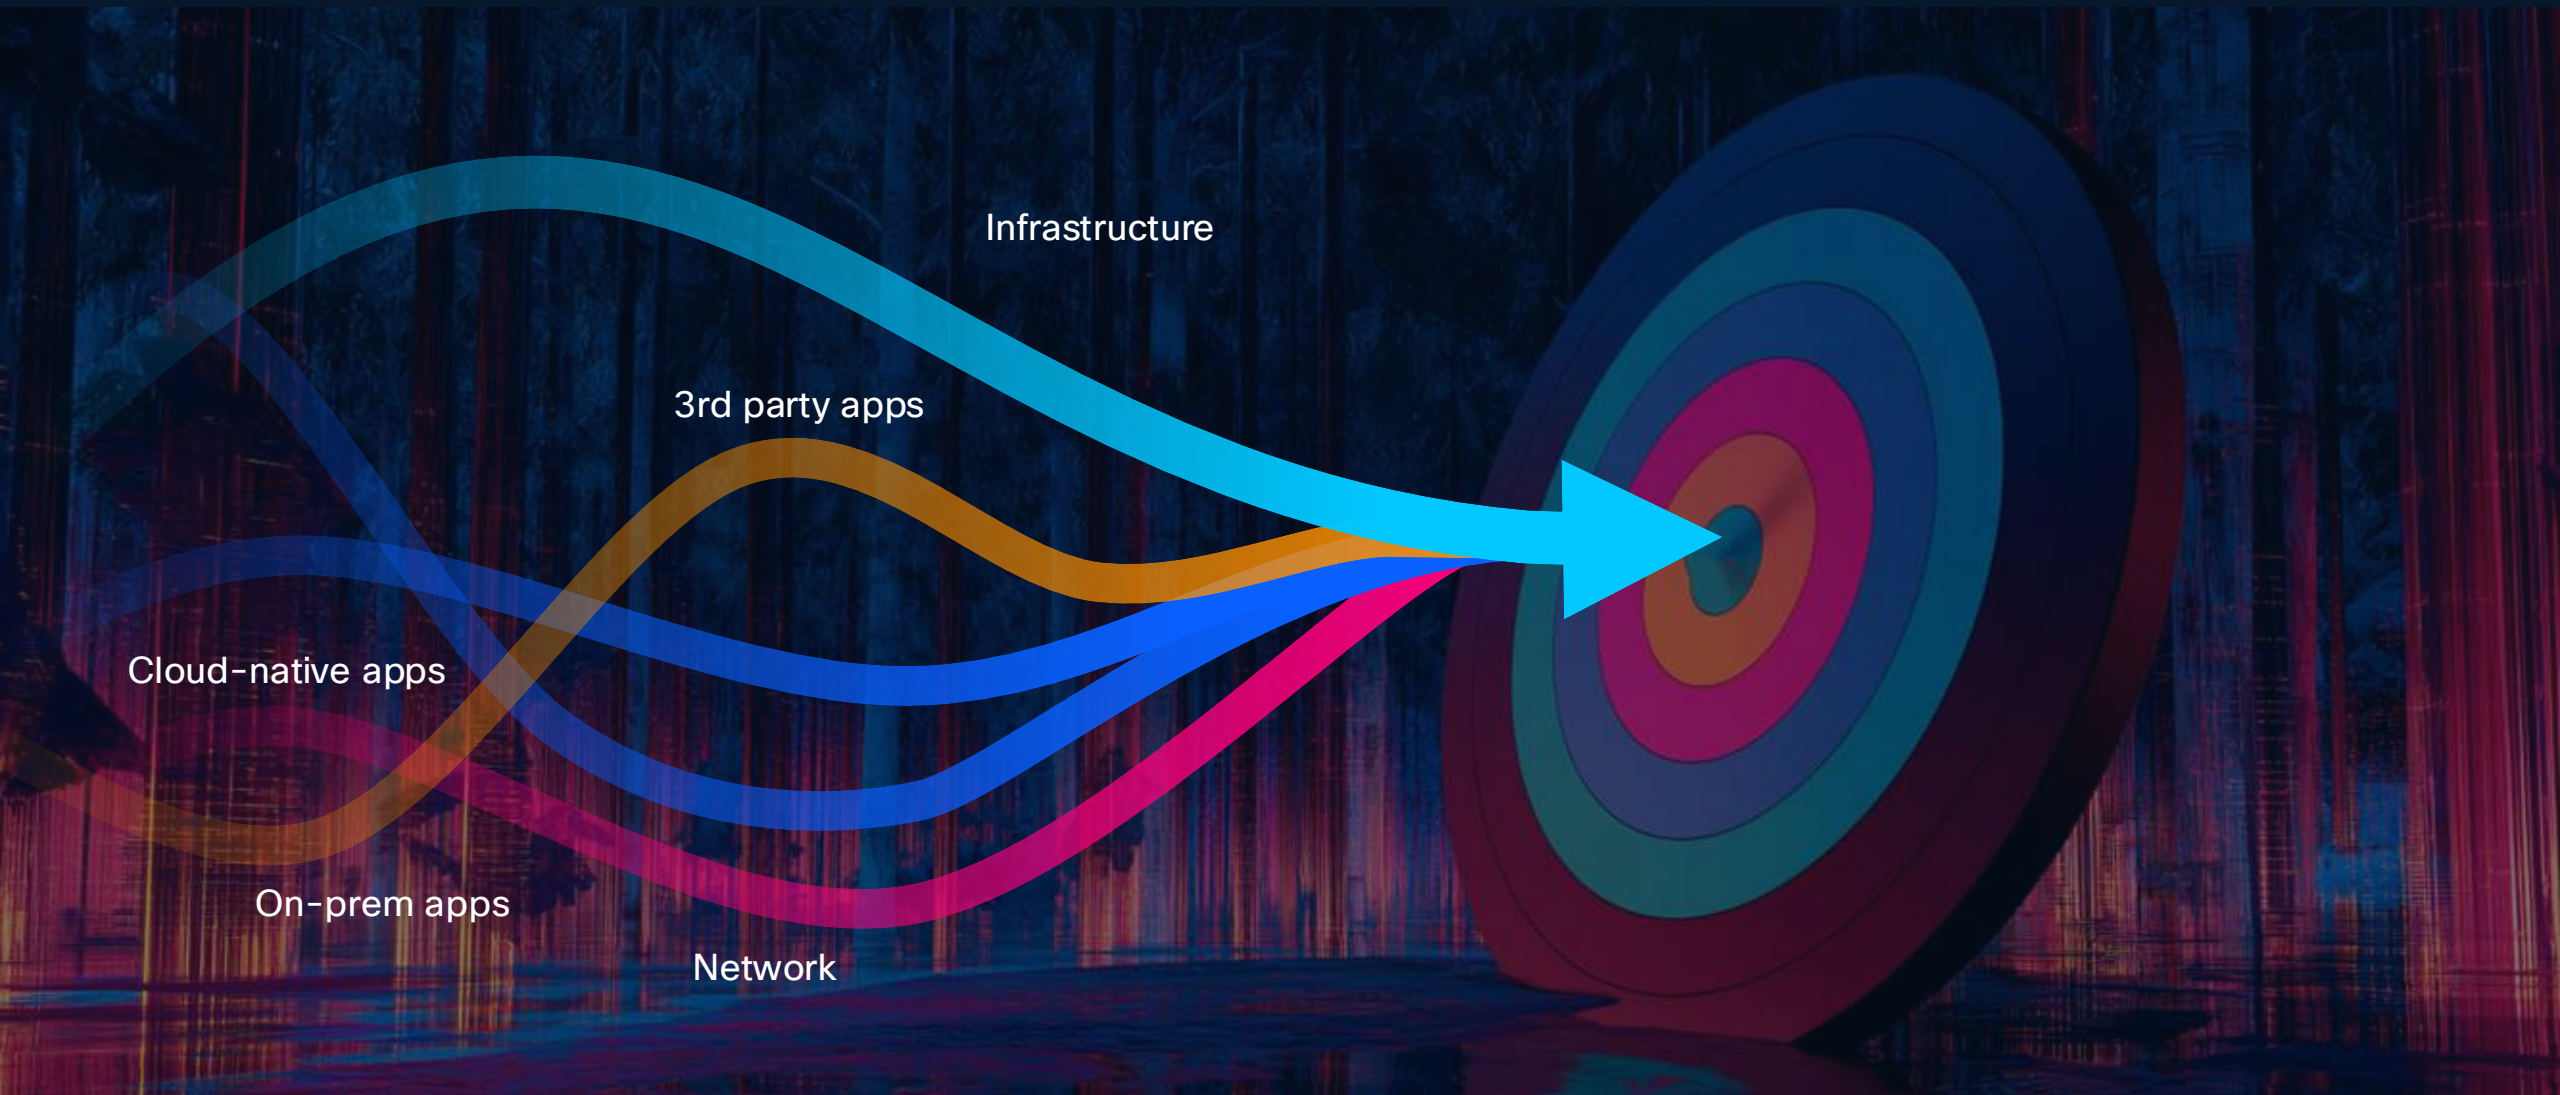 Infrastructure
3rd party apps
Cloud-native apps
On-prem apps
Network